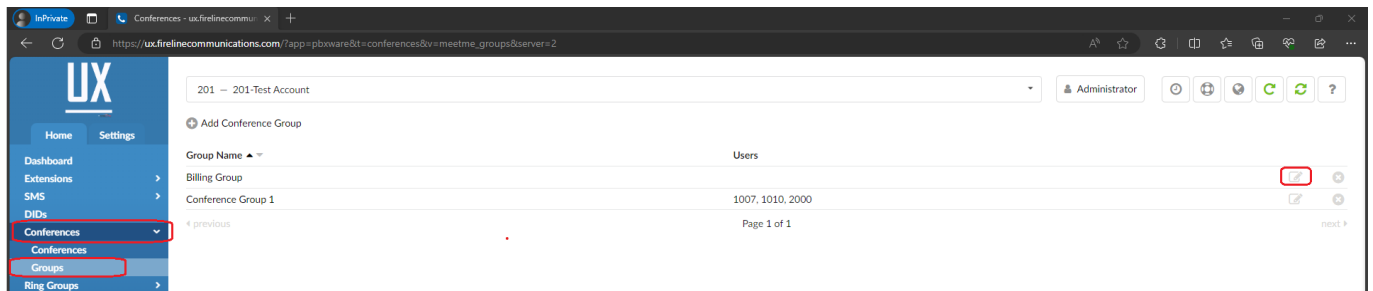 InPrivate
Conferences - ux.firelinecommun
https://ux.firelinecommunications.com/?app=pbxware&t=conferences&v=meetme_groups&server=2
UX
201 — 201-Test Account
Administrator
?
Add Conference Group
Home Settings
Group Name Users
Dashboard
Extensions
Billing Group
SMS
Conference Group 1 1007, 1010, 2000
DIDs
Conferences
previous Page 1 of 1 next
Conferences
Groups
Ring Groups